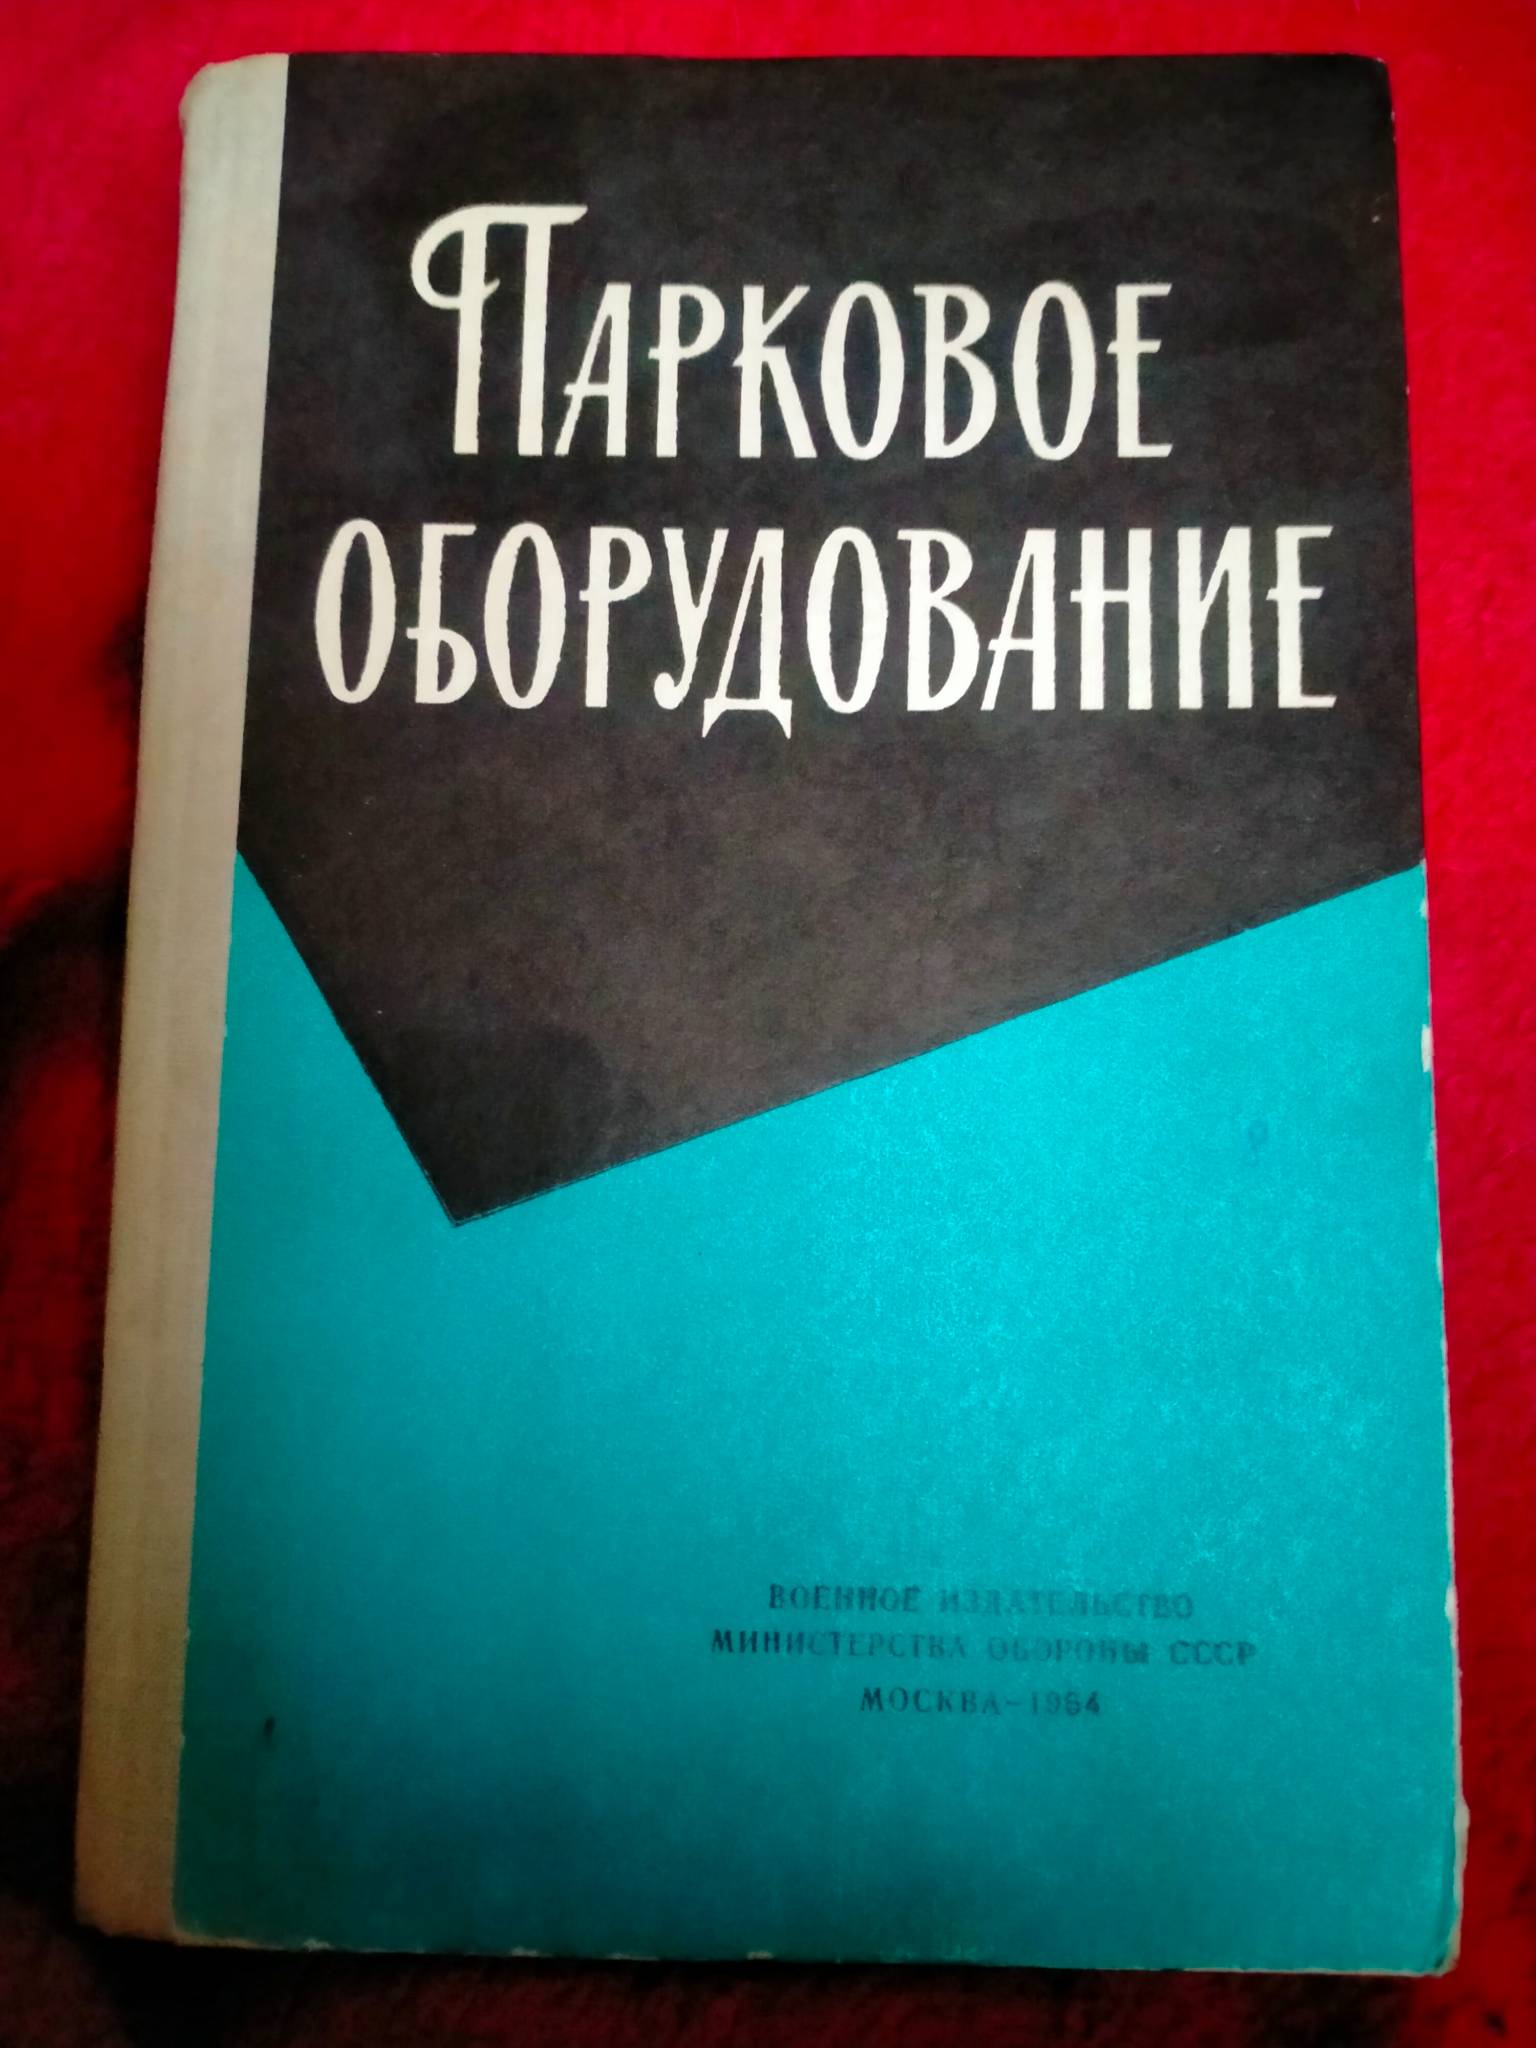 ПАРКОВОЕ
ОБОРУДОВАНИЕ
ВОЕННОЕ ИЗДАТЕЛЬСТВО
МИНИСТЕРСТВА ОБОРОНЫ СССР
МОСКВА–1964